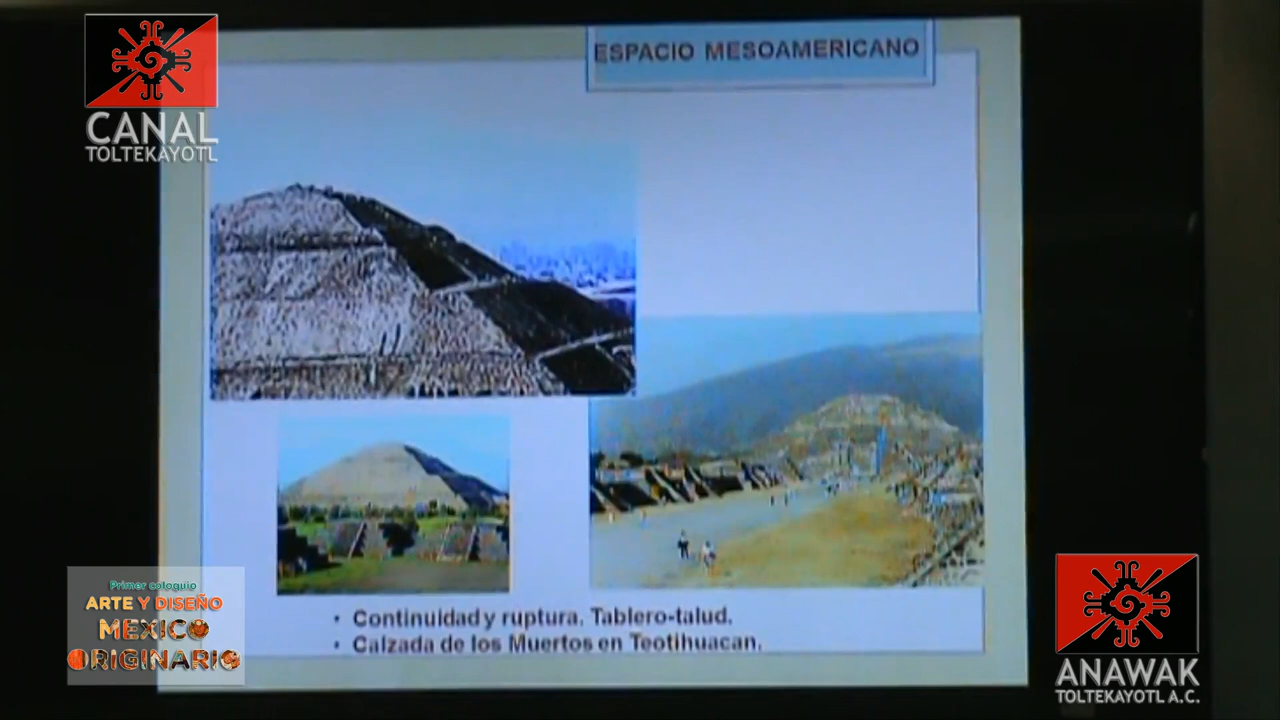 CANAL
TOLTEKAYOTL
ESPACIO MESOAMERICANO
• Continuidad y ruptura. Tablero-talud.
• Calzada de los Muertos en Teotihuacan.
Primer coloquio
ARTE Y DISEÑO
MEXICO
ORIGINARIO
ANAWAK
TOLTEKAYOTL A.C.